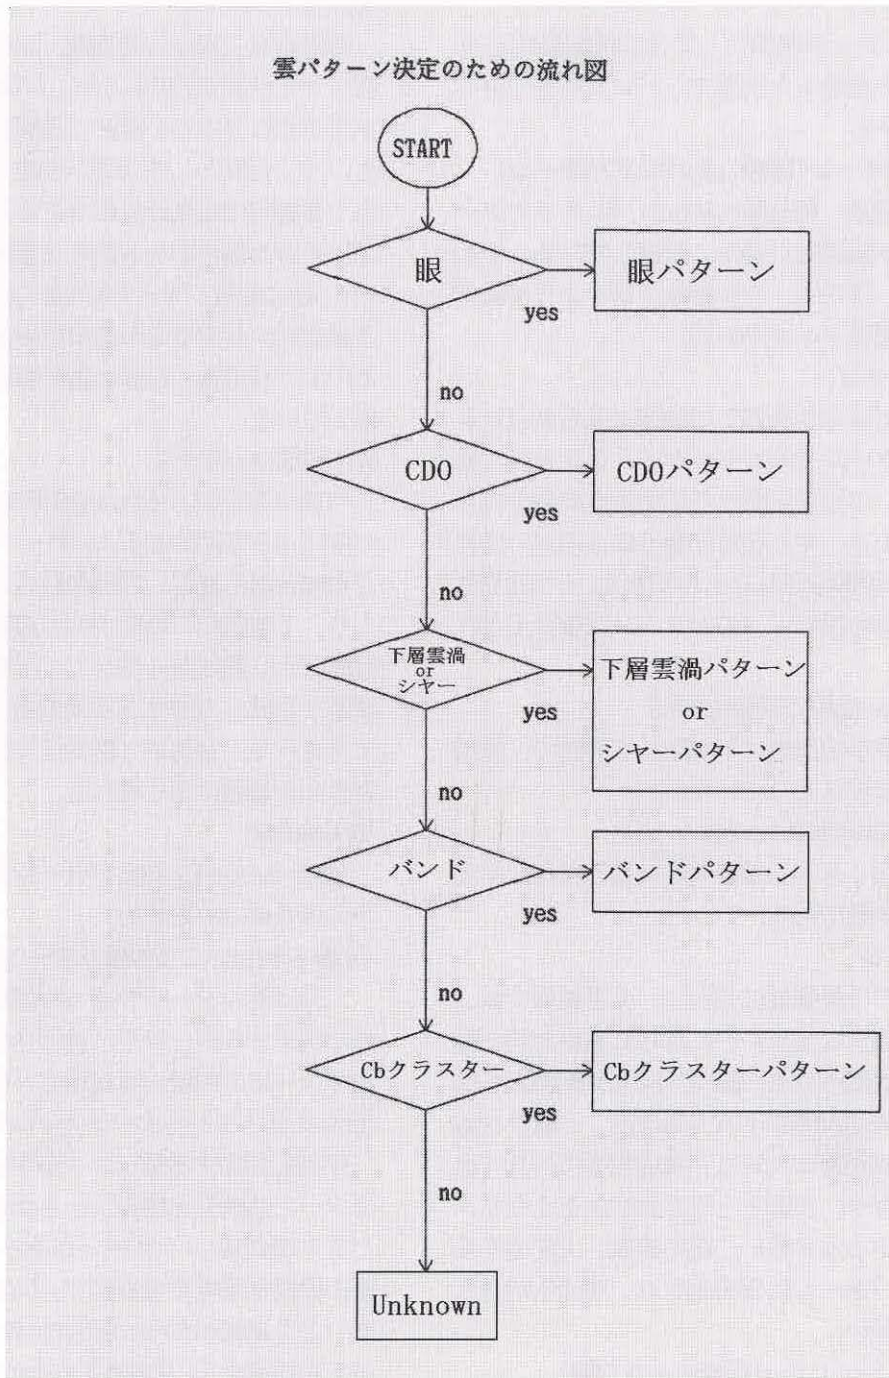 雲パターン決定のための流れ図
START
眼
眼パターン
yes
no
CDO
CDOパターン
yes
no
下層雲渦
or
シヤー
下層雲渦パターン
or
シヤーパターン
yes
no
バンド
バンドパターン
yes
no
Cbクラスター
Cbクラスターパターン
yes
no
Unknown